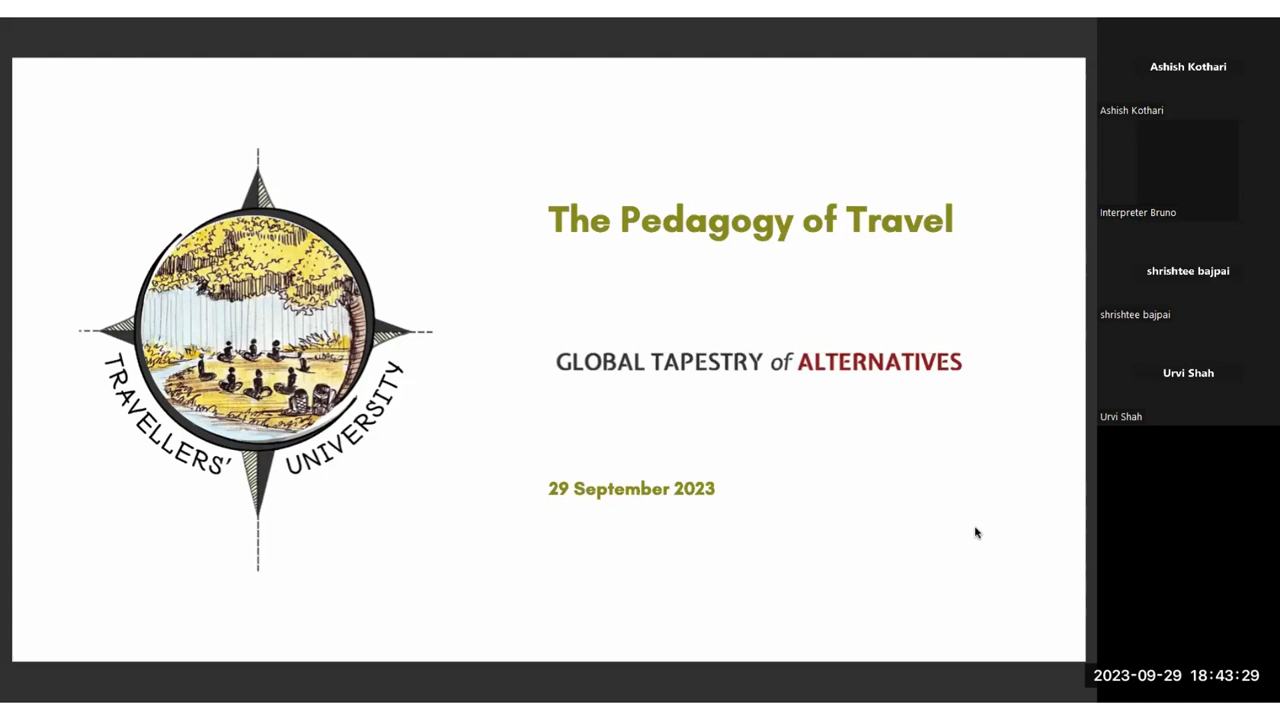 TRAVELLERS' UNIVERSITY
The Pedagogy of Travel
GLOBAL TAPESTRY of ALTERNATIVES
29 September 2023
Ashish Kothari
Ashish Kothari
Interpreter Bruno
shrishtee bajpai
shrishtee bajpai
Urvi Shah
Urvi Shah
2023-09-29 18:43:29